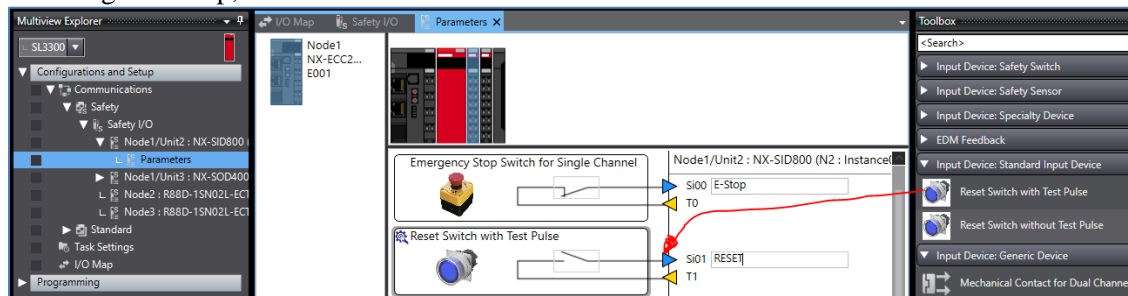 Multiview Explorer
I/O Map
Safety I/O
Parameters
Toolbox
SL3300
Node1
NX-ECC2...
E001
<Search>
Configurations and Setup
Input Device: Safety Switch
Communications
Input Device: Safety Sensor
Safety
Safety I/O
Input Device: Specialty Device
Node1/Unit2 : NX-SID800 (
EDM Feedback
Parameters
Emergency Stop Switch for Single Channel
Node1/Unit2 : NX-SID800 (N2 : Instance
Input Device: Standard Input Device
Node1/Unit3 : NX-SOD400
Si00
E-Stop
Reset Switch with Test Pulse
Node2 : R88D-1SN02L-ECT
T0
Node3 : R88D-1SN02L-ECT
Reset Switch without Test Pulse
Standard
Reset Switch with Test Pulse
Task Settings
Si01
RESET
Input Device: Generic Device
I/O Map
T1
Programming
Mechanical Contact for Dual Channe